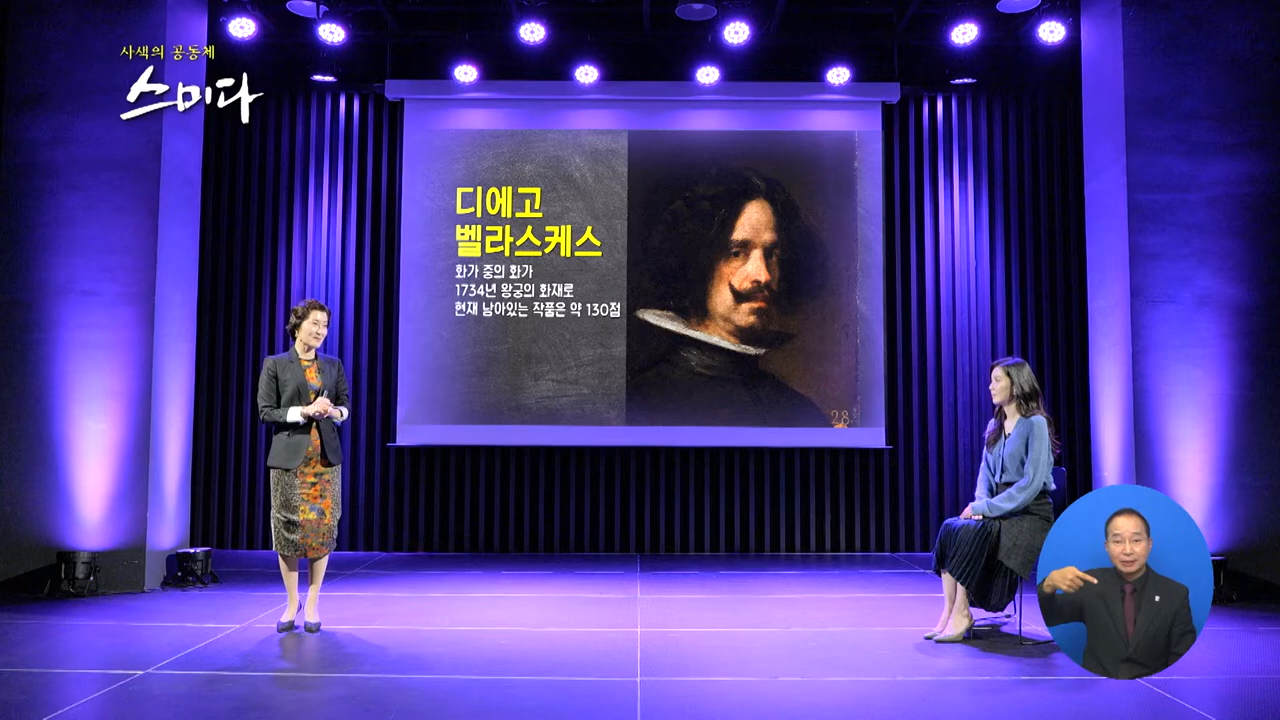 사색의 공동체
스미다
디에고
벨라스케스
화가 중의 화가
1734년 왕궁의 화재로
현재 남아있는 작품은 약 130점
28.